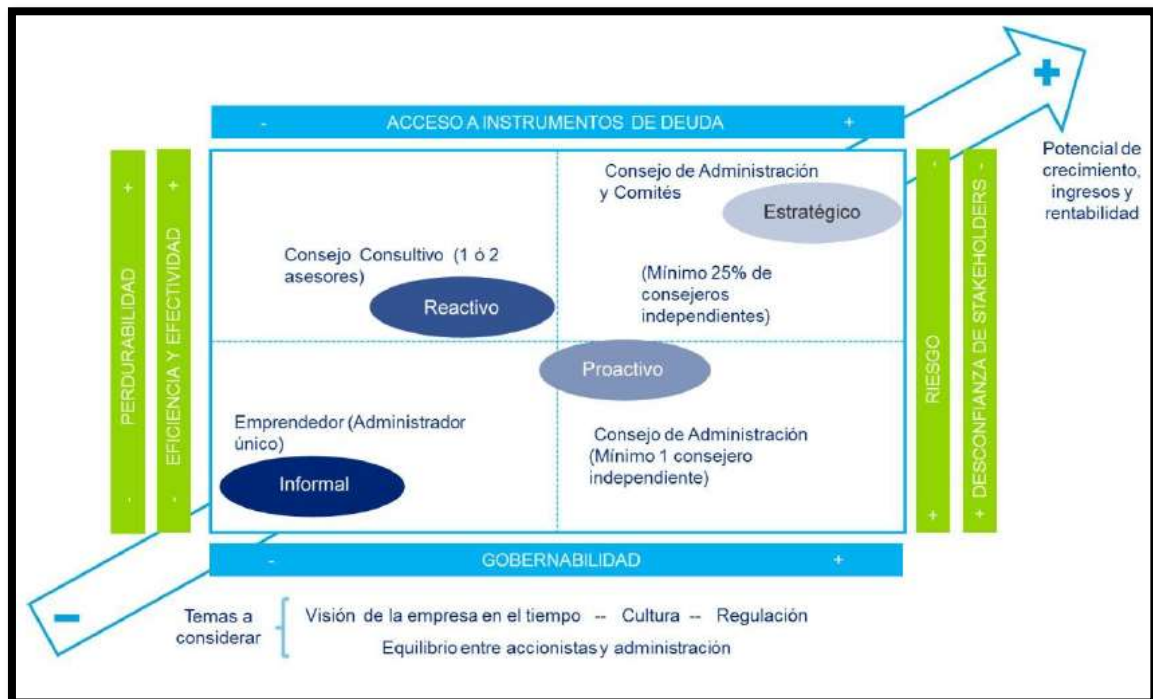 +
- ACCESO A INSTRUMENTOS DE DEUDA +
Potencial de
crecimiento,
ingresos y
rentabilidad
- PERDURABILIDAD +
- EFICIENCIA Y EFECTIVIDAD +
Consejo de Administración
y Comités
Estratégico
Consejo Consultivo (1 ó 2
asesores)
Reactivo
(Mínimo 25% de
consejeros
independientes)
Proactivo
Emprendedor (Administrador
único)
Informal
Consejo de Administración
(Mínimo 1 consejero
independiente)
+ RIESGO -
+ DESCONFIANZA DE STAKEHOLDERS -
- GOBERNABILIDAD +
-
Temas a
considerar
Visión de la empresa en el tiempo -- Cultura -- Regulación
Equilibrio entre accionistas y administración